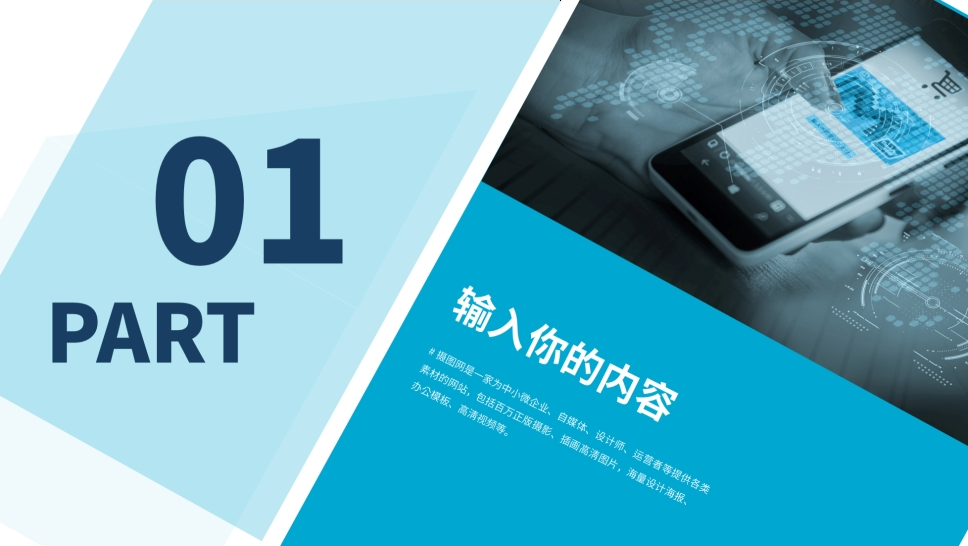 01
PART
输入你的内容
# 摄图网是一家为中小微企业、自媒体、设计师、运营者等提供各类
素材的网站，包括百万正版摄影、插画高清图片，海量设计海报、
办公模板、高清视频等。